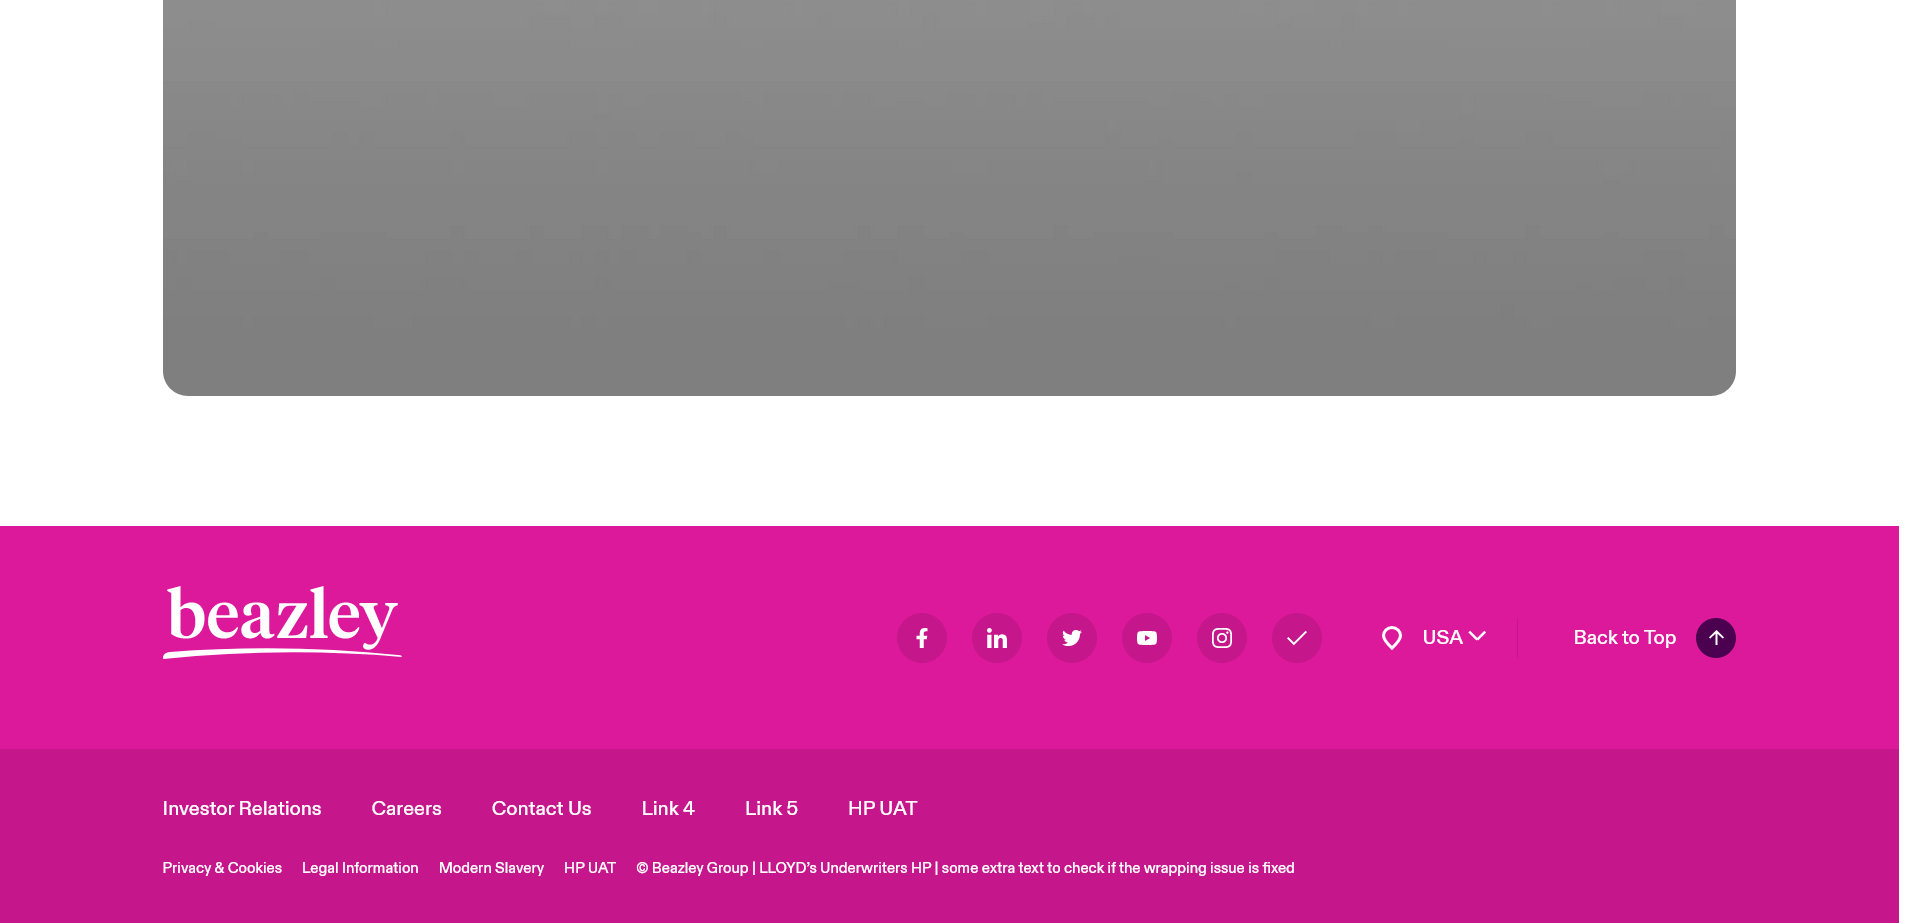 beazley
USA
Back to Top
Investor Relations Careers Contact Us Link 4 Link 5 HP UAT
Privacy & Cookies Legal Information Modern Slavery HP UAT © Beazley Group | LLOYD’s Underwriters HP | some extra text to check if the wrapping issue is fixed